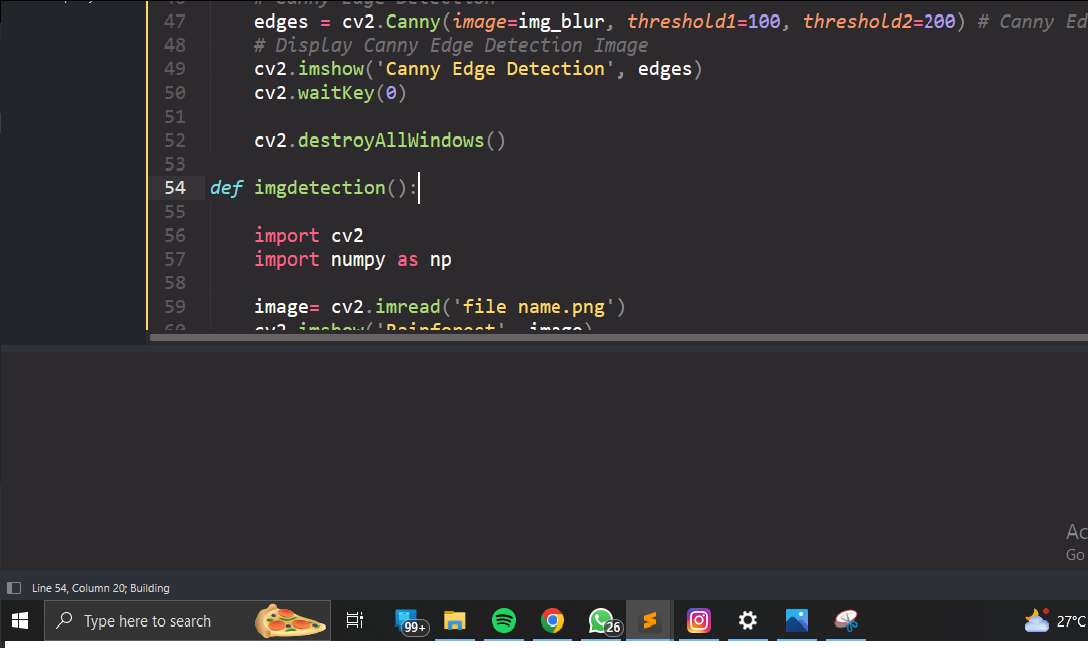 # Canny Edge Detection
47 edges = cv2.Canny(image=img_blur, threshold1=100, threshold2=200) # Canny Ed
48 # Display Canny Edge Detection Image
49 cv2.imshow('Canny Edge Detection', edges)
50 cv2.waitKey(0)
51
52 cv2.destroyAllWindows()
53
54 def imgdetection():
55
56 import cv2
57 import numpy as np
58
59 image= cv2.imread('file name.png')
60 cv2.imshow('Rainforest', image)
Ac
Go
Line 54, Column 20; Building
Type here to search
99+
26
27°C